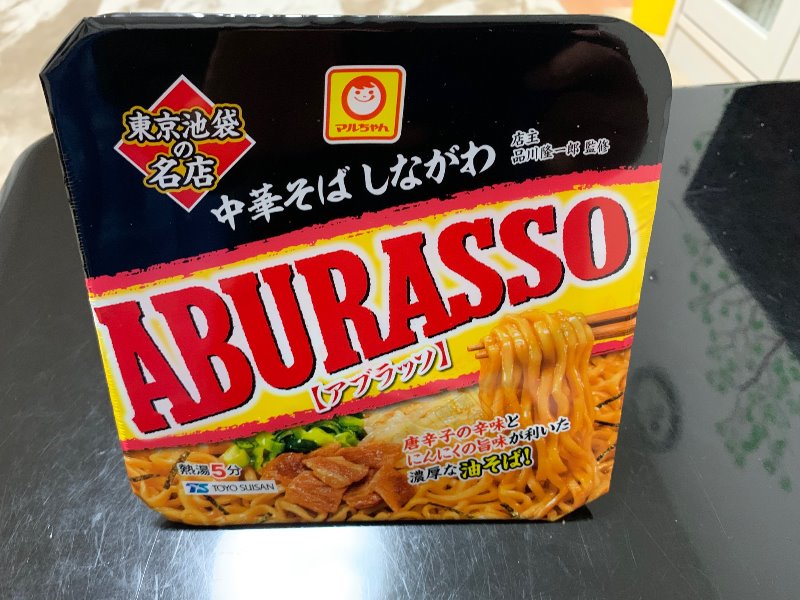 東京池袋
の
名店
マルちゃん
中華そば しながわ
店主
品川隆一郎 監修
ABURASSO
【アブラッソ】
唐辛子の辛味と
にんにくの旨味が利いた
濃厚な油そば!
熱湯5分
TS TOYO SUISAN